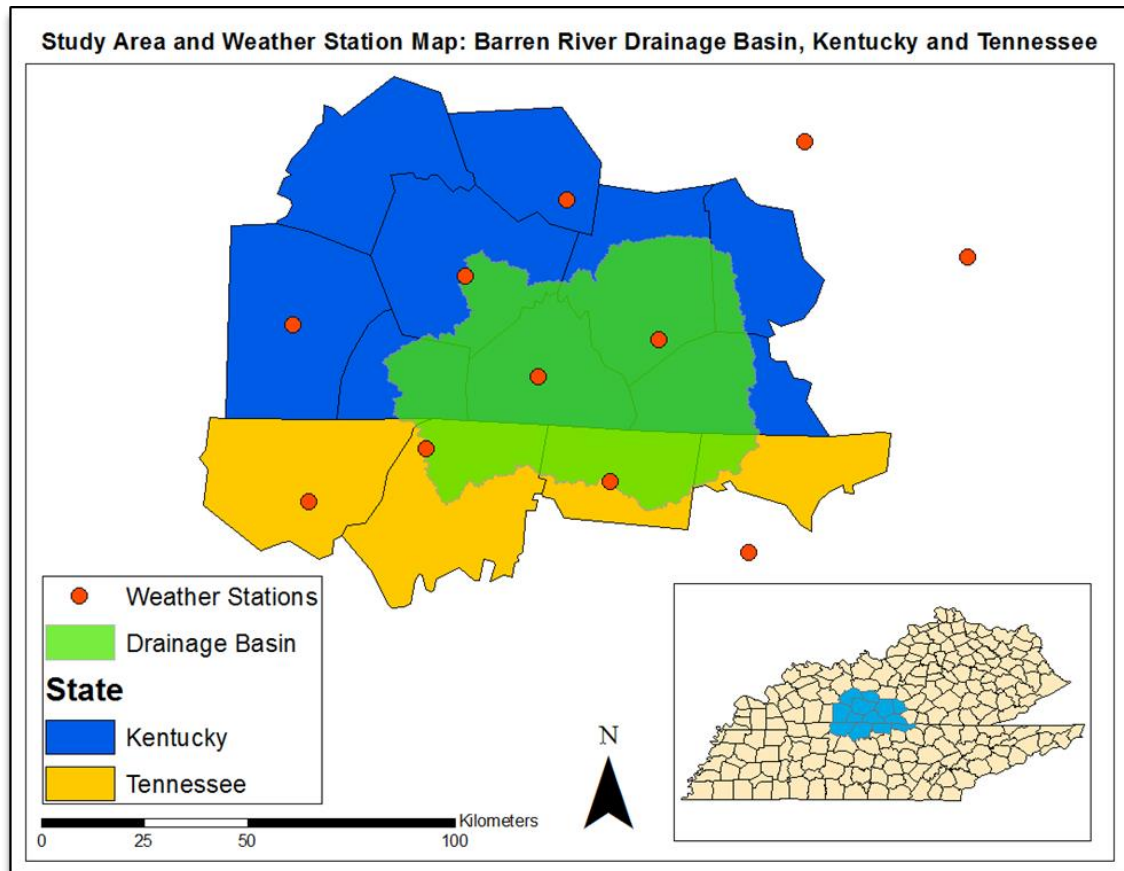 Study Area and Weather Station Map: Barren River Drainage Basin, Kentucky and Tennessee
Weather Stations
Drainage Basin
State
Kentucky
Tennessee
Kilometers
0 25 50 100
N